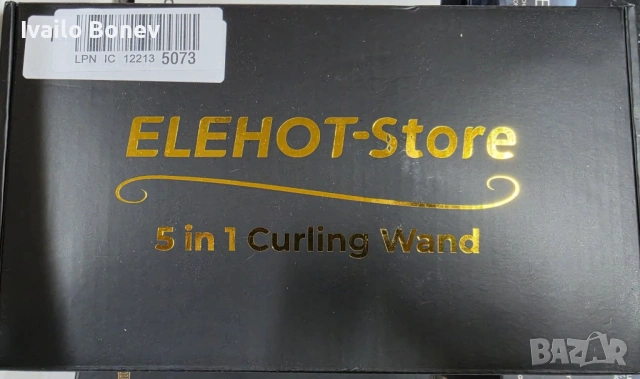 Ivailo Bonev
LPN IC 12213 5073
ELEHOT-Store
5 in 1 Curling Wand
BAZAR